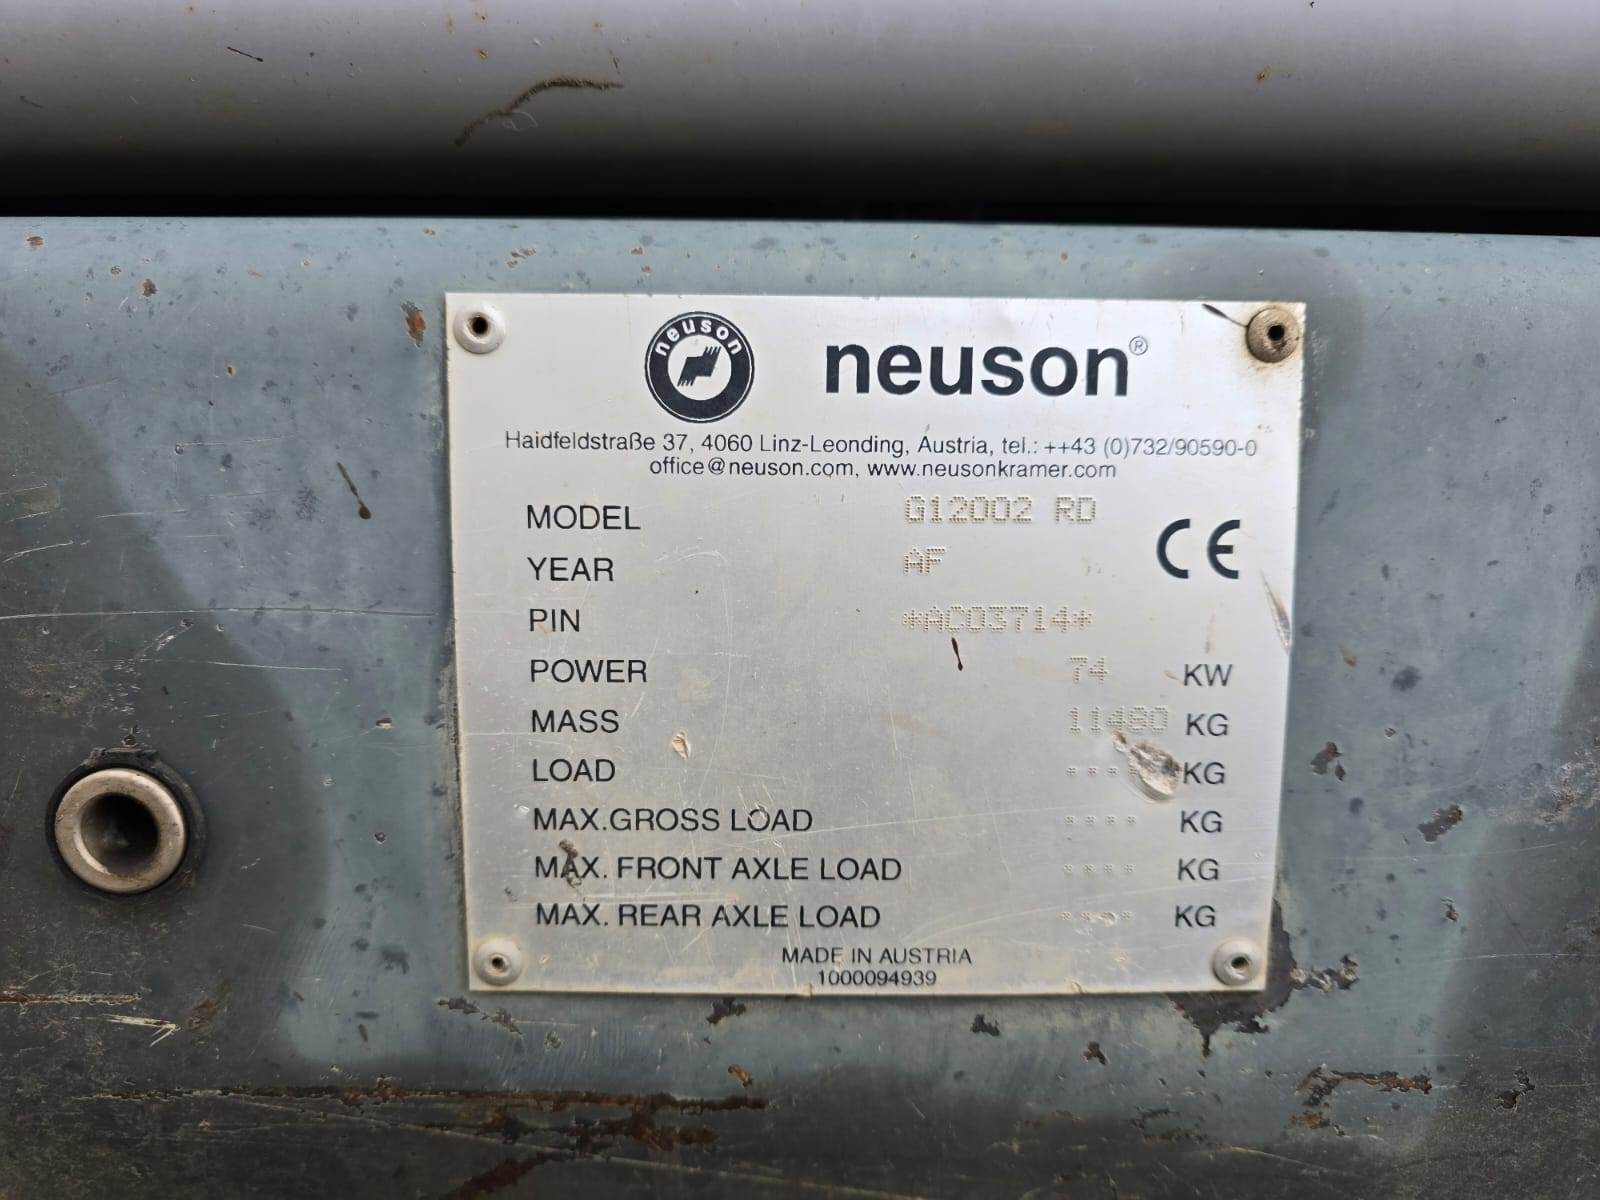 neuson
neuson®
Haidfeldstraße 37, 4060 Linz-Leonding, Austria, tel.: ++43 (0)732/90590-0
office@neuson.com, www.neusonkramer.com
MODEL G12002 RD
CE
YEAR AF
PIN *AC03714*
POWER 74 KW
MASS 11480 KG
LOAD **** KG
MAX.GROSS LOAD **** KG
MAX. FRONT AXLE LOAD **** KG
MAX. REAR AXLE LOAD **** KG
MADE IN AUSTRIA
1000094939